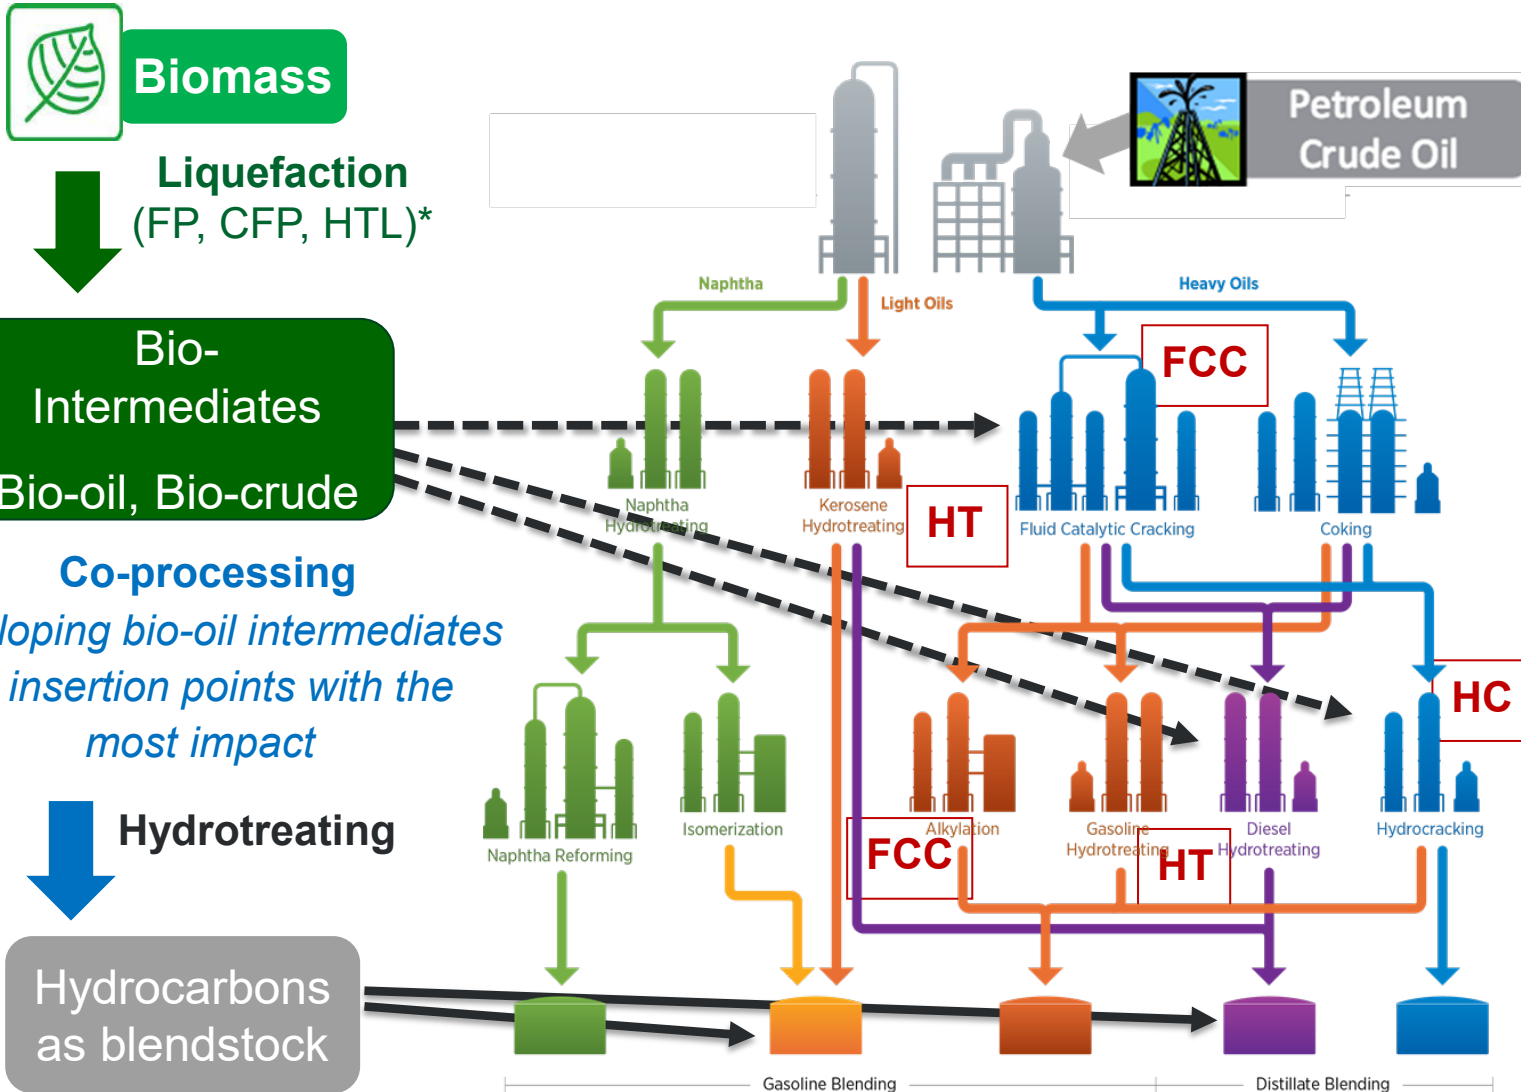 Biomass
Liquefaction
(FP, CFP, HTL)*
Bio-
Intermediates
Bio-oil, Bio-crude
Co-processing
loping bio-oil intermediates
insertion points with the
most impact
Hydrotreating
Hydrocarbons
as blendstock
Petroleum
Crude Oil
Naphtha
Light Oils
Heavy Oils
FCC
HT
Naphtha
Hydrotreating
Kerosene
Hydrotreating
Fluid Catalytic Cracking
Coking
HC
Naphtha Reforming
Isomerization
FCC
Alkylation
Gasoline
Hydrotreating
HT
Diesel
Hydrotreating
Hydrocracking
Gasoline Blending
Distillate Blending